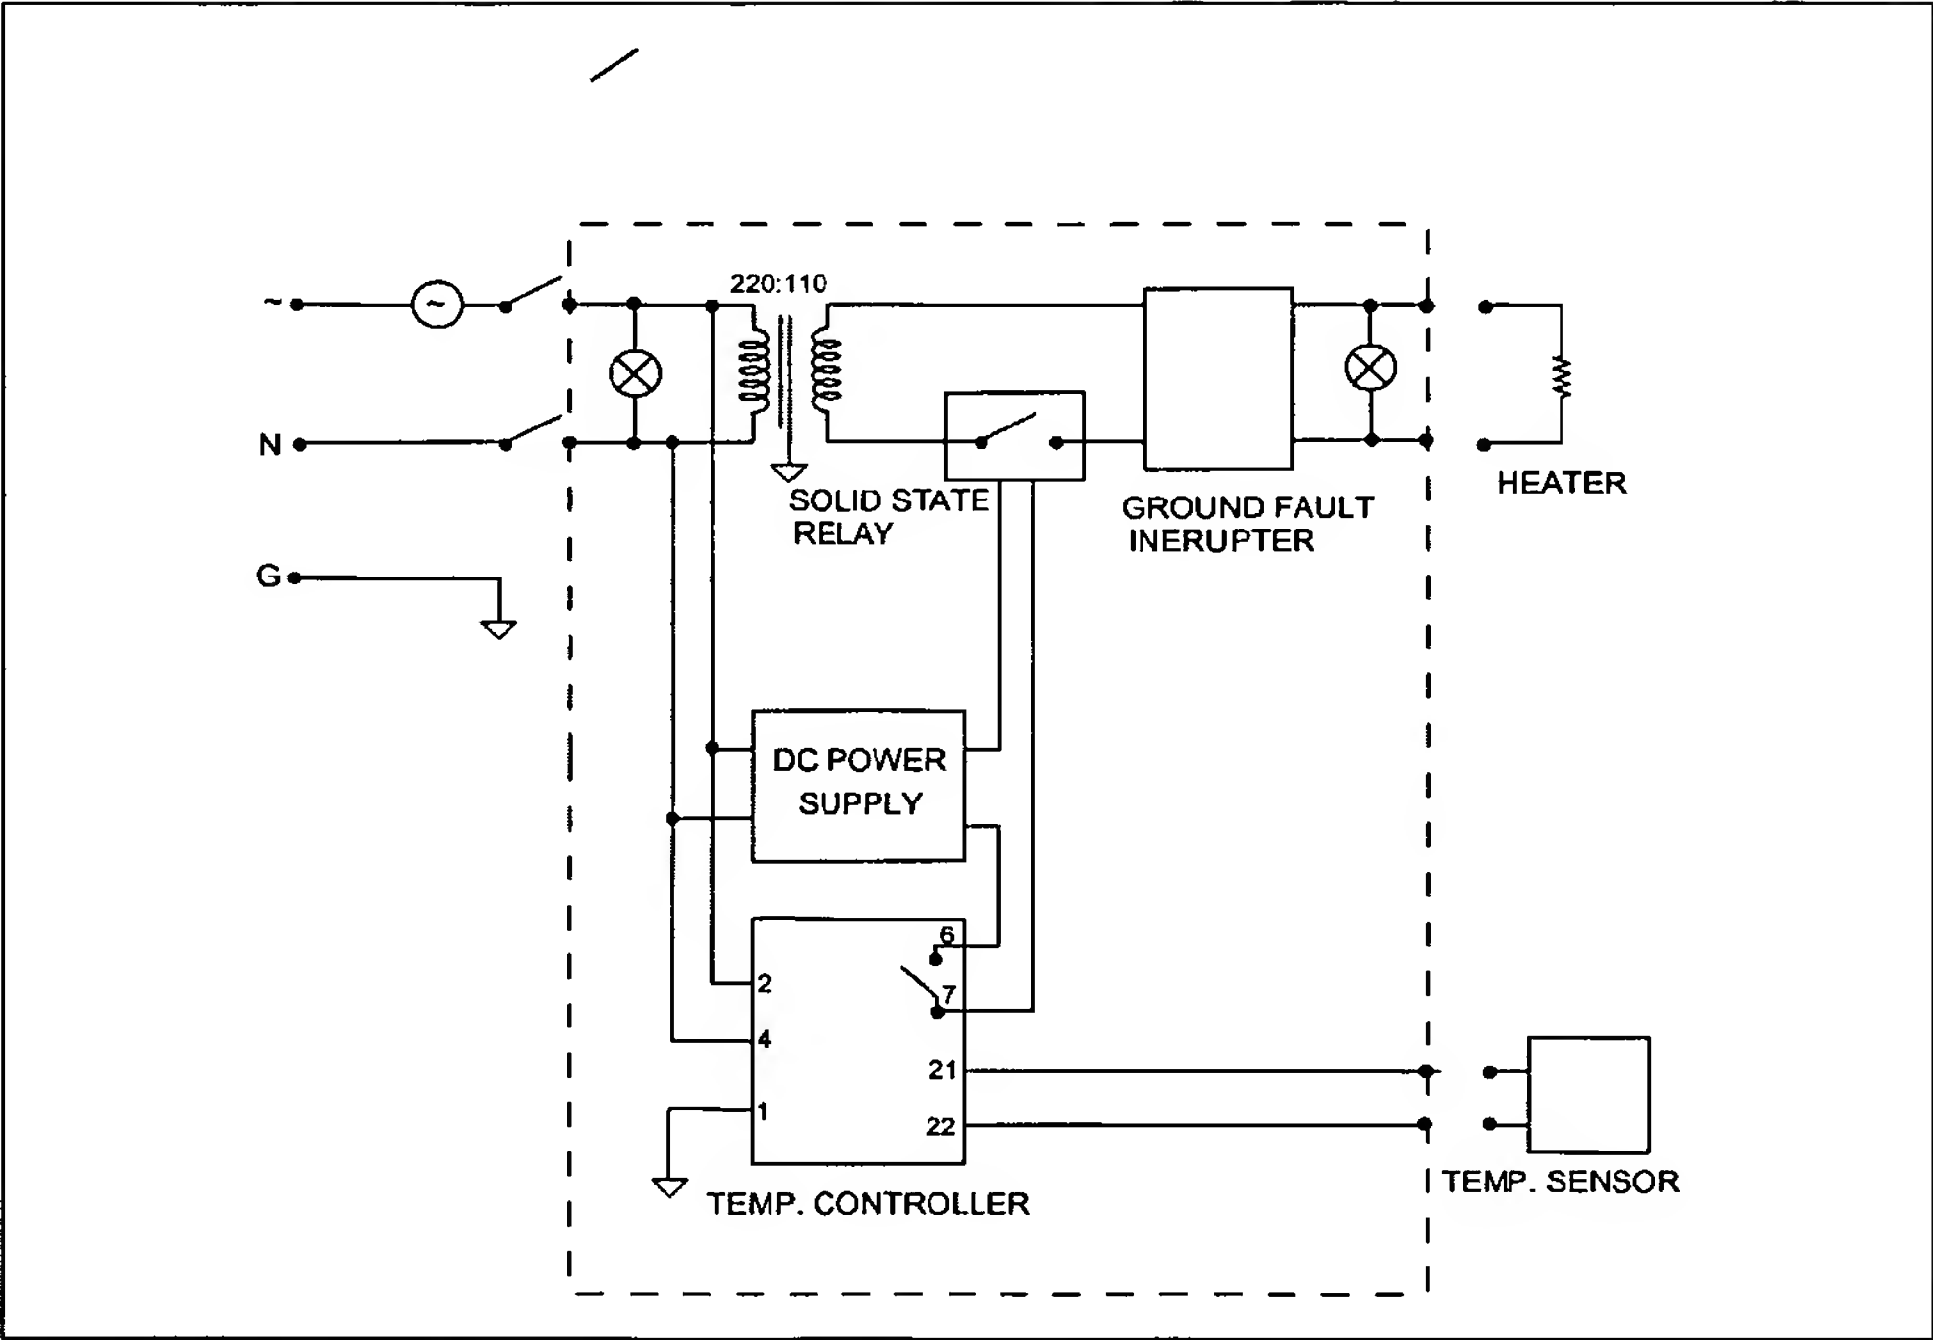 220:110
~
~
N
SOLID STATE
RELAY
GROUND FAULT
INERUPTER
HEATER
G
DC POWER
SUPPLY
6
2
7
4
21
1
22
TEMP. CONTROLLER
TEMP. SENSOR